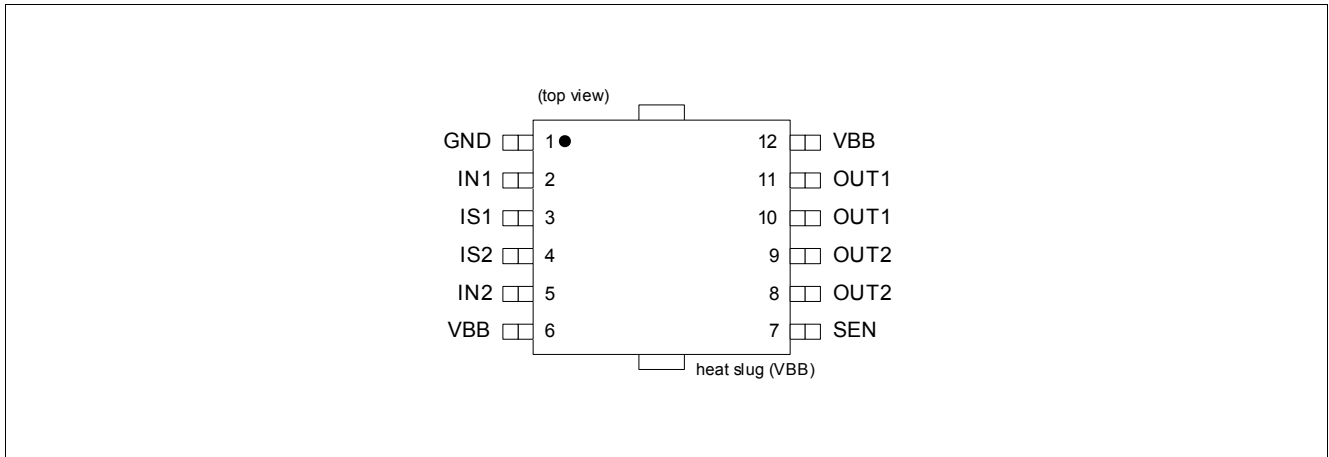 (top view)
GND 1 12 VBB
IN1 2 11 OUT1
IS1 3 10 OUT1
IS2 4 9 OUT2
IN2 5 8 OUT2
VBB 6 7 SEN
heat slug (VBB)